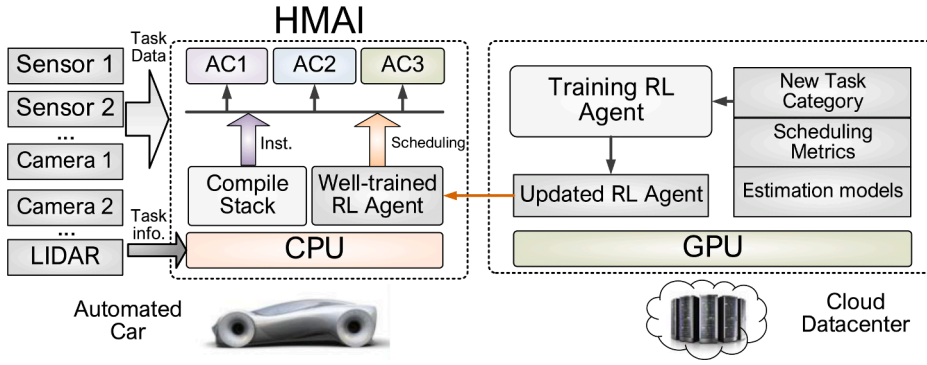 HMAI
Task
Data
Sensor 1
Sensor 2
...
Camera 1
Camera 2
...
LIDAR
Task
info.
AC1
AC2
AC3
Inst.
Scheduling
Compile
Stack
Well-trained
RL Agent
CPU
Training RL
Agent
Updated RL Agent
New Task
Category
Scheduling
Metrics
Estimation models
GPU
Automated
Car
Cloud
Datacenter